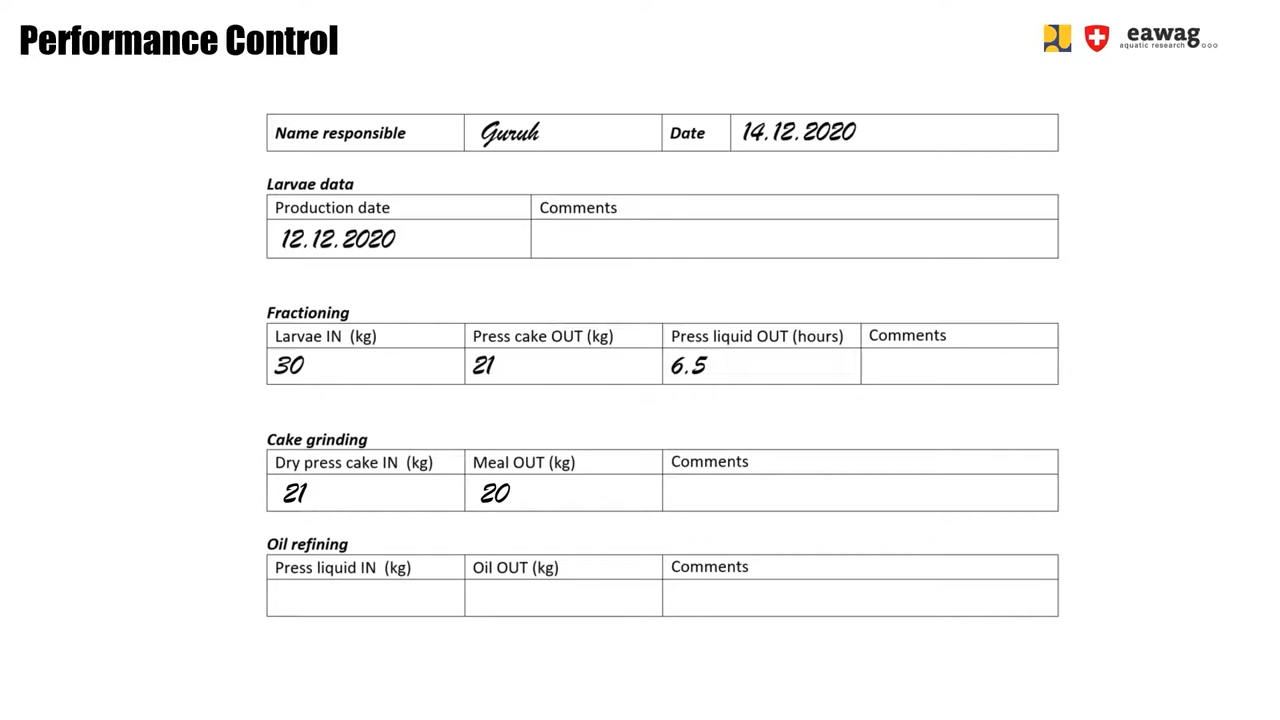 Performance Control
eawag
aquatic research
Name responsible Guruh Date 14.12.2020
Larvae data
Production date Comments
12.12.2020
Fractioning
Larvae IN (kg) Press cake OUT (kg) Press liquid OUT (hours) Comments
30 21 6.5
Cake grinding
Dry press cake IN (kg) Meal OUT (kg) Comments
21 20
Oil refining
Press liquid IN (kg) Oil OUT (kg) Comments